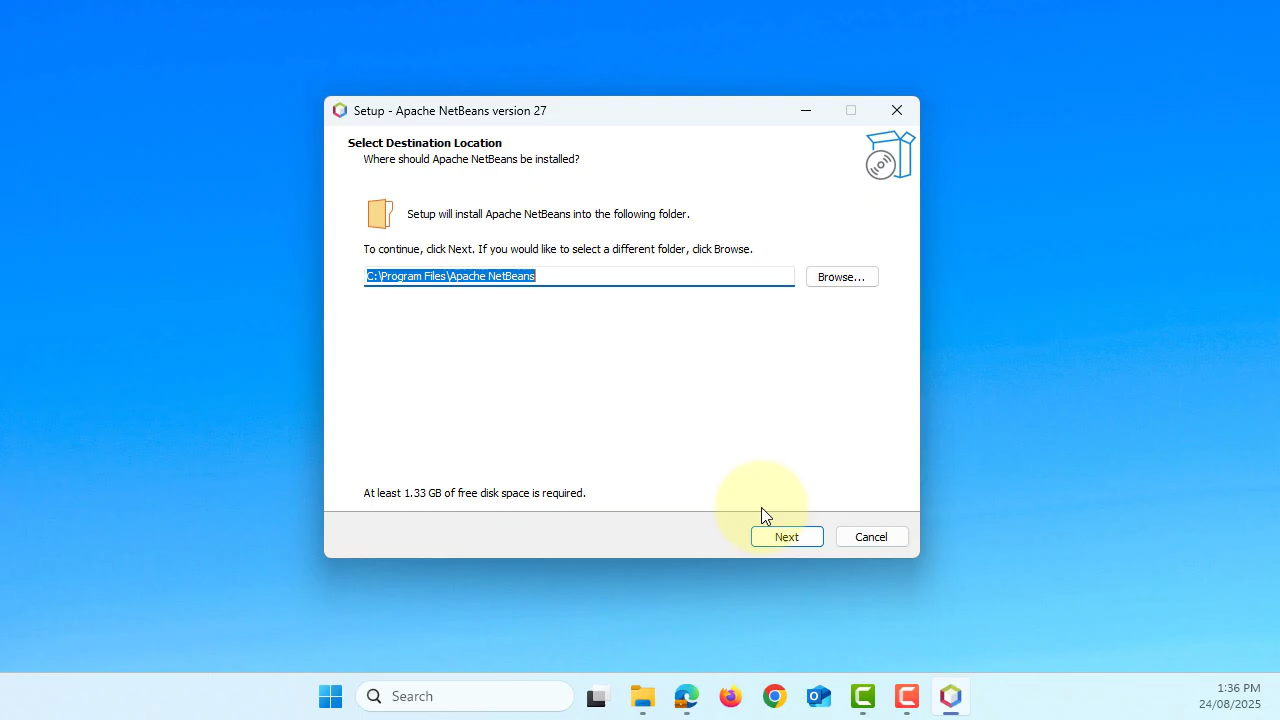 Setup - Apache NetBeans version 27
Select Destination Location
Where should Apache NetBeans be installed?
Setup will install Apache NetBeans into the following folder.
To continue, click Next. If you would like to select a different folder, click Browse.
C:\Program Files\Apache NetBeans
Browse...
At least 1.33 GB of free disk space is required.
Next
Cancel
Search
1:36 PM
24/08/2025